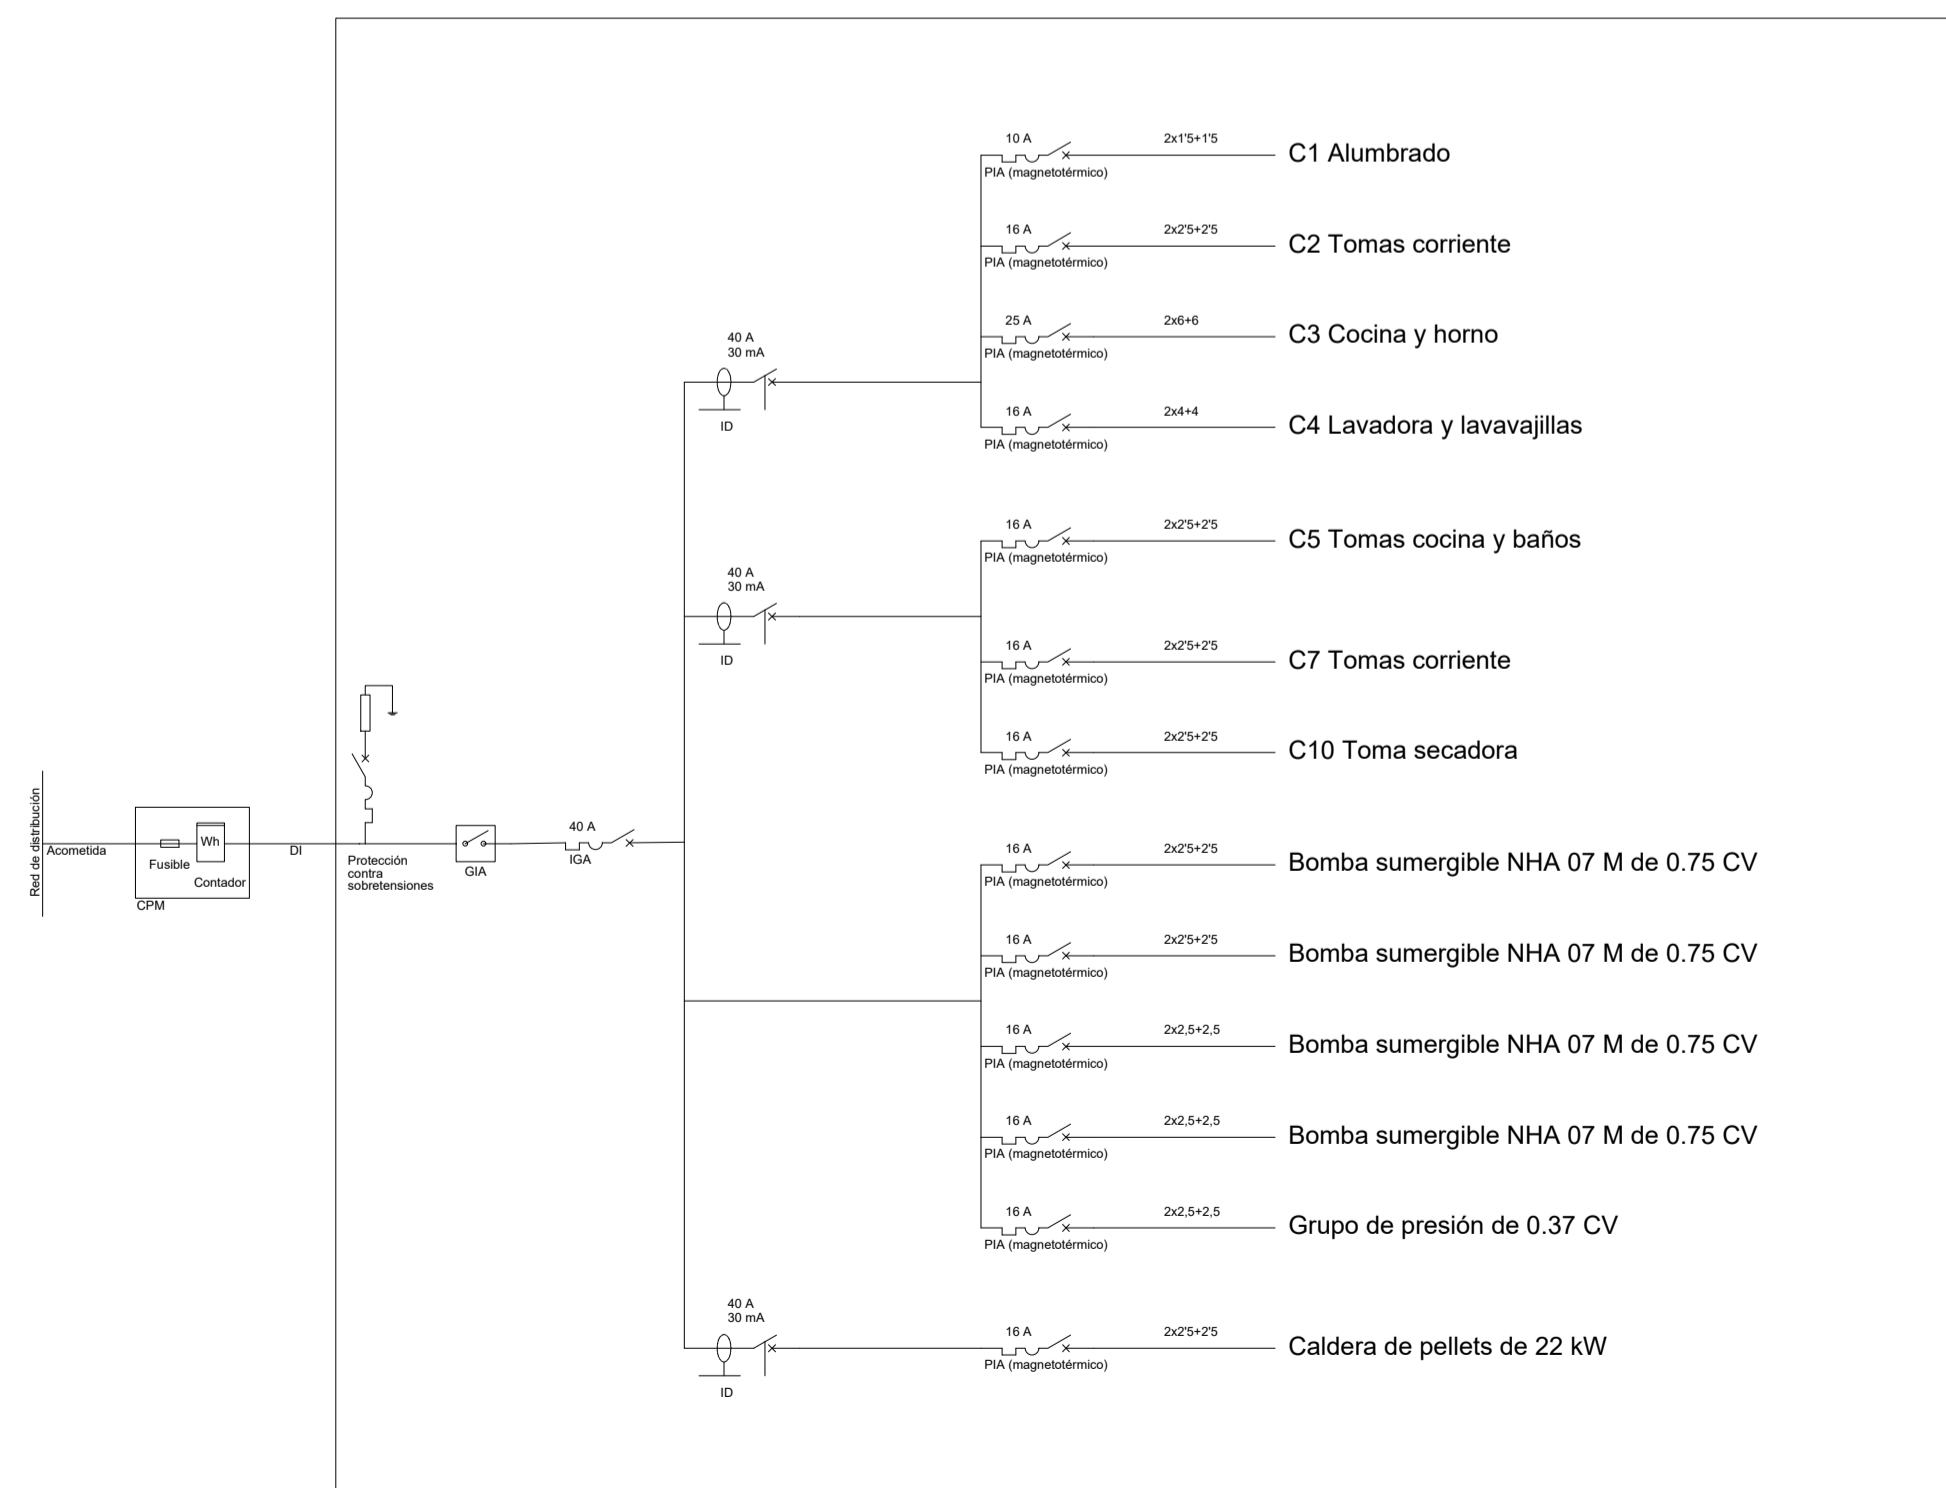 10 A
2x1'5+1'5
C1 Alumbrado
PIA (magnetotérmico)
16 A
2x2'5+2'5
C2 Tomas corriente
PIA (magnetotérmico)
25 A
2x6+6
C3 Cocina y horno
PIA (magnetotérmico)
40 A
30 mA
ID
16 A
2x4+4
C4 Lavadora y lavavajillas
PIA (magnetotérmico)
16 A
2x2'5+2'5
C5 Tomas cocina y baños
PIA (magnetotérmico)
40 A
30 mA
ID
16 A
2x2'5+2'5
C7 Tomas corriente
PIA (magnetotérmico)
16 A
2x2'5+2'5
C10 Toma secadora
PIA (magnetotérmico)
Red de distribución
Acometida
Fusible
Wh
Contador
CPM
DI
Protección
contra
sobretensiones
GIA
40 A
IGA
16 A
2x2'5+2'5
Bomba sumergible NHA 07 M de 0.75 CV
PIA (magnetotérmico)
16 A
2x2'5+2'5
Bomba sumergible NHA 07 M de 0.75 CV
PIA (magnetotérmico)
16 A
2x2,5+2,5
Bomba sumergible NHA 07 M de 0.75 CV
PIA (magnetotérmico)
16 A
2x2,5+2,5
Bomba sumergible NHA 07 M de 0.75 CV
PIA (magnetotérmico)
16 A
2x2,5+2,5
Grupo de presión de 0.37 CV
PIA (magnetotérmico)
40 A
30 mA
ID
16 A
2x2'5+2'5
Caldera de pellets de 22 kW
PIA (magnetotérmico)